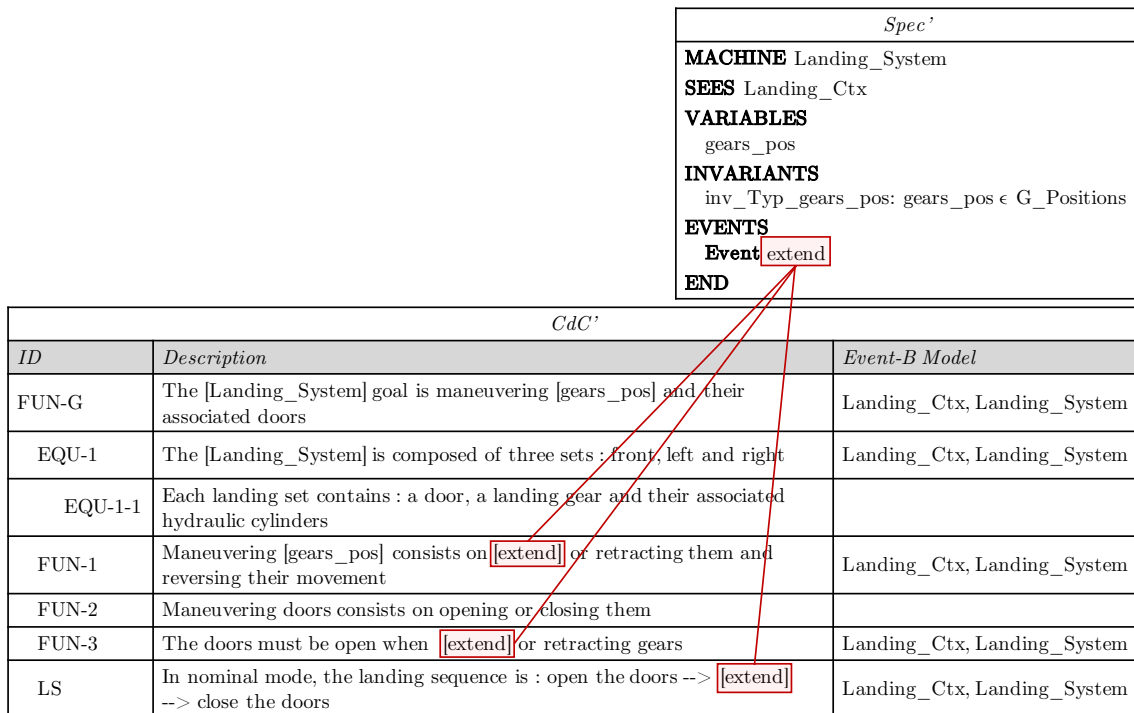 Spec’
MACHINE Landing_System
SEES Landing_Ctx
VARIABLES
gears_pos
INVARIANTS
inv_Typ_gears_pos: gears_pos ϵ G_Positions
EVENTS
Event extend
END
CdC’
ID Description Event-B Model
FUN-G The [Landing_System] goal is maneuvering [gears_pos] and their
associated doors Landing_Ctx, Landing_System
EQU-1 The [Landing_System] is composed of three sets : front, left and right Landing_Ctx, Landing_System
EQU-1-1 Each landing set contains : a door, a landing gear and their associated
hydraulic cylinders
FUN-1 Maneuvering [gears_pos] consists on [extend] or retracting them and
reversing their movement Landing_Ctx, Landing_System
FUN-2 Maneuvering doors consists on opening or closing them
FUN-3 The doors must be open when [extend] or retracting gears Landing_Ctx, Landing_System
LS In nominal mode, the landing sequence is : open the doors --> [extend]
--> close the doors Landing_Ctx, Landing_System